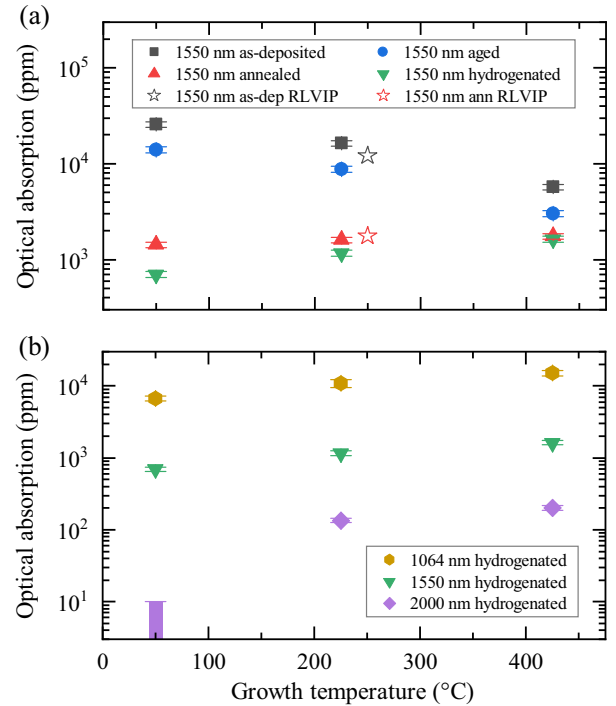 (a)
1550 nm as-deposited 1550 nm aged
1550 nm annealed 1550 nm hydrogenated
1550 nm as-dep RLVIP 1550 nm ann RLVIP
10^5
10^4
10^3
Optical absorption (ppm)
(b)
10^4
10^3
10^2
10^1
Optical absorption (ppm)
1064 nm hydrogenated
1550 nm hydrogenated
2000 nm hydrogenated
0 100 200 300 400
Growth temperature (°C)